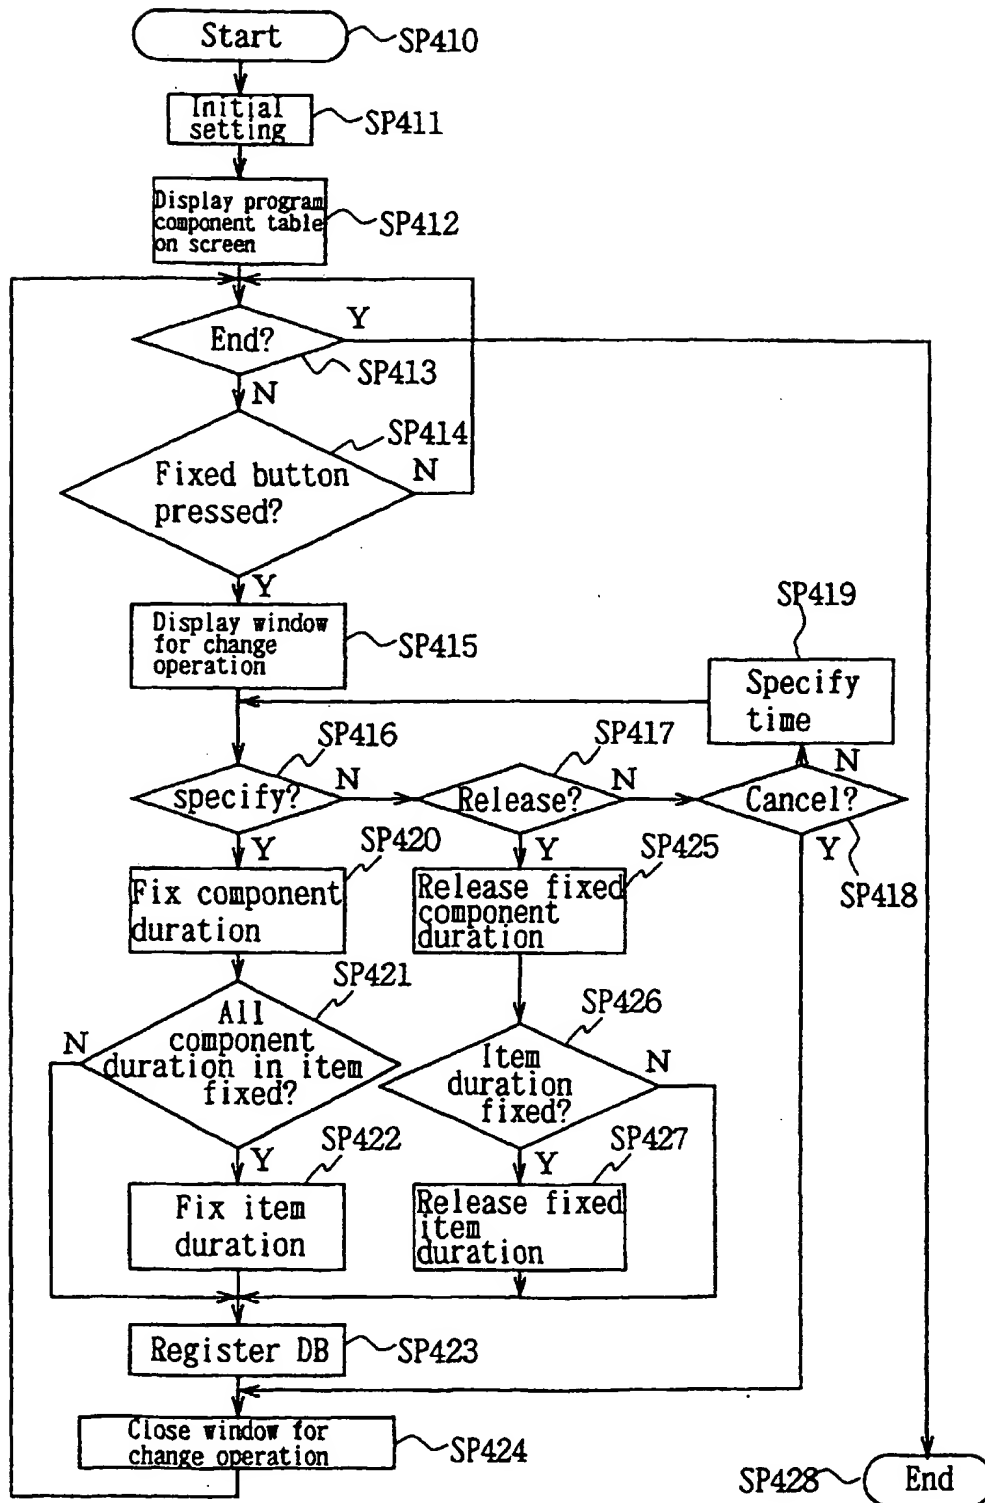 Start
SP410
Initial
setting
SP411
Display program
component table
on screen
SP412
End?
Y
SP413
N
SP414
Fixed button
pressed?
N
Y
Display window
for change
operation
SP415
SP419
Specify
time
SP416
specify?
N
SP417
Release?
N
Cancel?
N
Y
SP418
Y
SP420
Fix component
duration
Y
SP425
Release fixed
component
duration
SP421
All
component
duration in item
fixed?
N
SP426
Item
duration
fixed?
N
Y
SP422
Fix item
duration
Y
SP427
Release fixed
item
duration
Register DB
SP423
Close window for
change operation
SP424
SP428
End